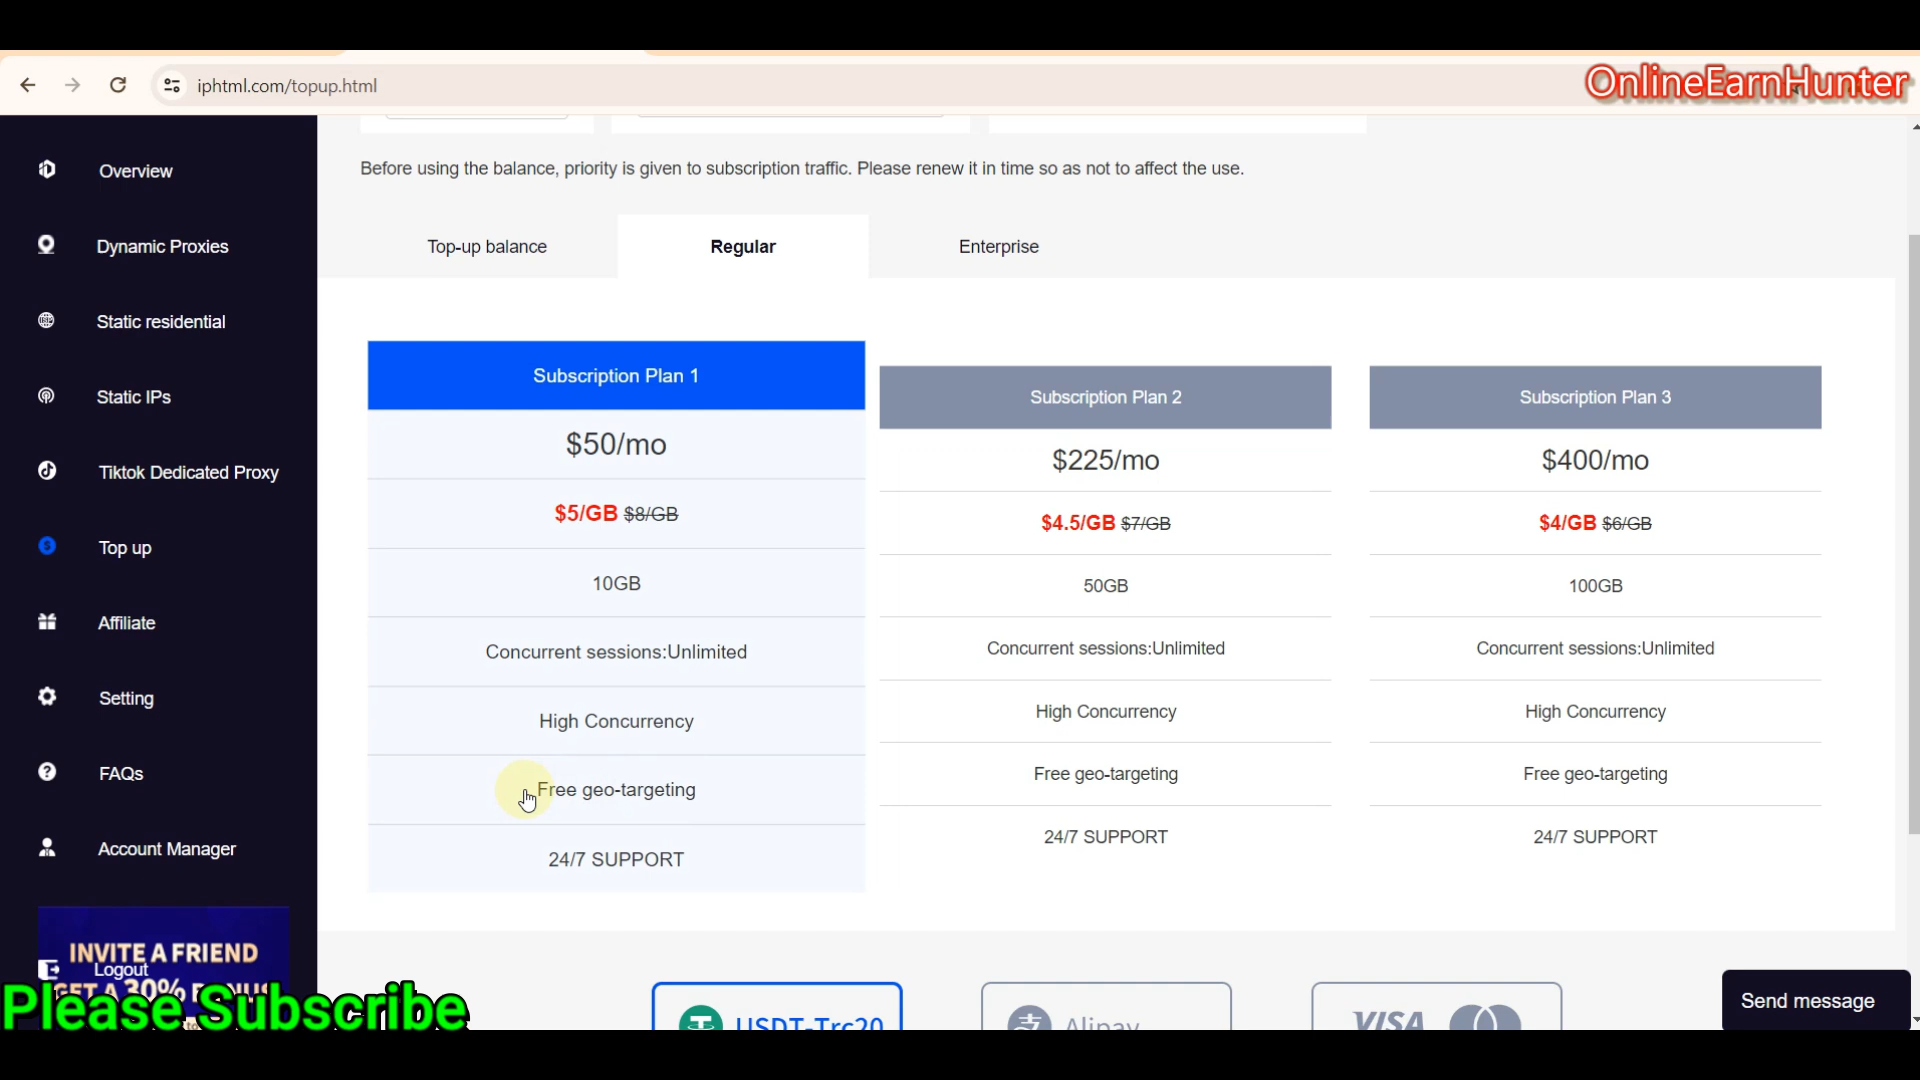 iphtml.com/topup.html
OnlineEarnHunter
Overview
Dynamic Proxies
Static residential
Static IPs
Tiktok Dedicated Proxy
Top up
Affiliate
Setting
FAQs
Account Manager
INVITE A FRIEND
Logout
GET A 30% BONUS
Please Subscribe
Before using the balance, priority is given to subscription traffic. Please renew it in time so as not to affect the use.
Top-up balance
Regular
Enterprise
Subscription Plan 1
$50/mo
$5/GB $8/GB
10GB
Concurrent sessions:Unlimited
High Concurrency
Free geo-targeting
24/7 SUPPORT
Subscription Plan 2
$225/mo
$4.5/GB $7/GB
50GB
Concurrent sessions:Unlimited
High Concurrency
Free geo-targeting
24/7 SUPPORT
Subscription Plan 3
$400/mo
$4/GB $6/GB
100GB
Concurrent sessions:Unlimited
High Concurrency
Free geo-targeting
24/7 SUPPORT
USDT-Trc20
Alipay
VISA
Send message